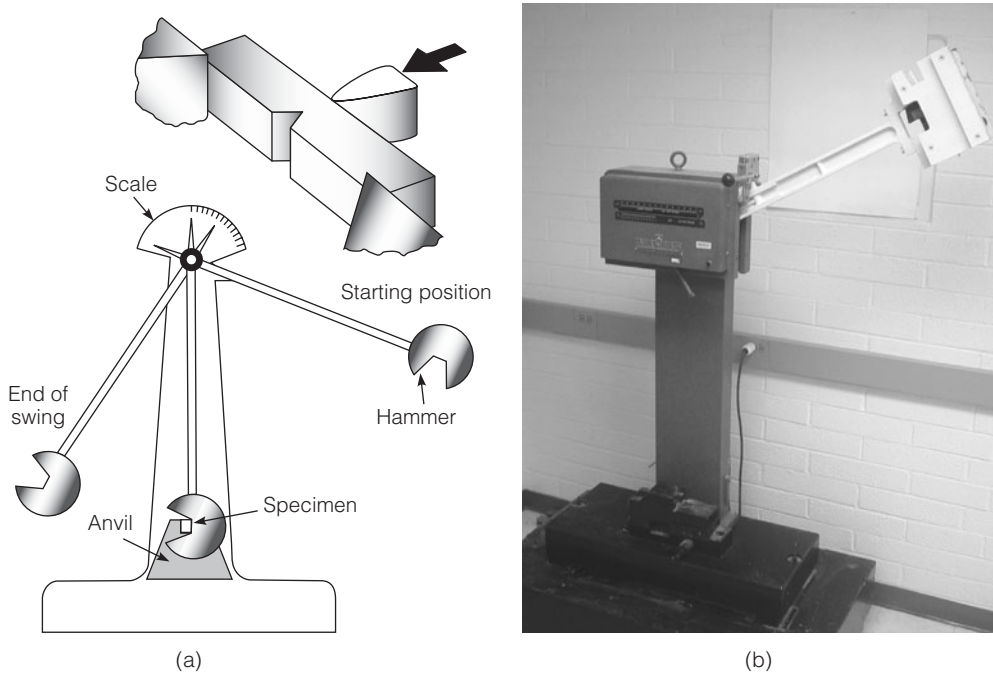 Scale
Starting position
End of
swing
Hammer
Specimen
Anvil
(a)
(b)